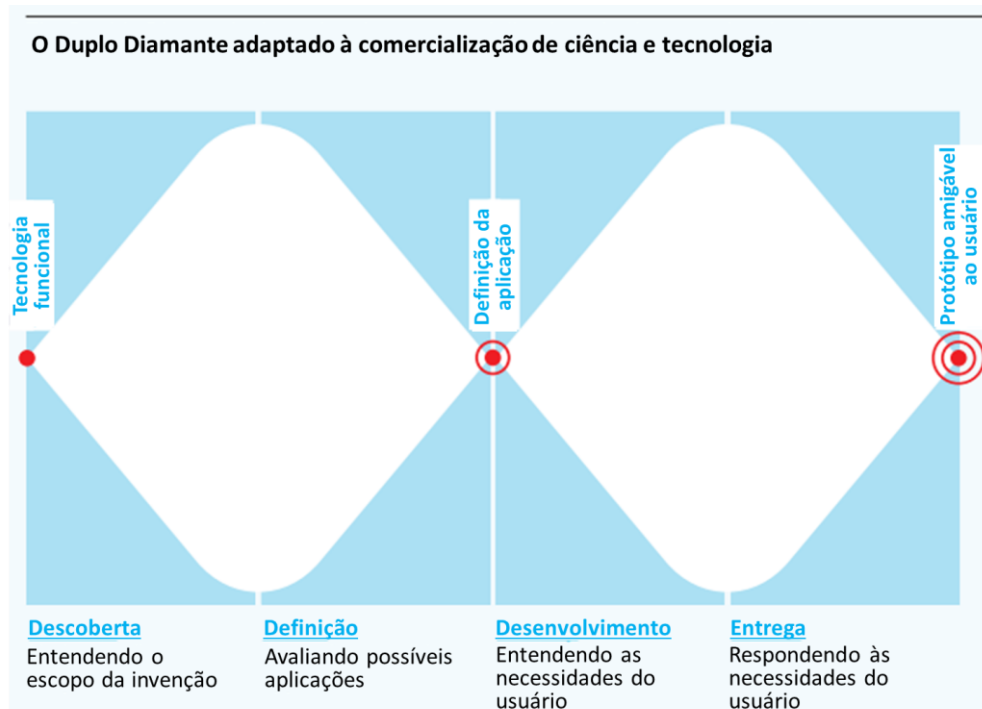 O Duplo Diamante adaptado à comercialização de ciência e tecnologia
Tecnologia
funcional
Definição da
aplicação
Protótipo amigável
ao usuário
Descoberta
Entendendo o
escopo da invenção
Definição
Avaliando possíveis
aplicações
Desenvolvimento
Entendendo as
necessidades do
usuário
Entrega
Respondendo às
necessidades do
usuário